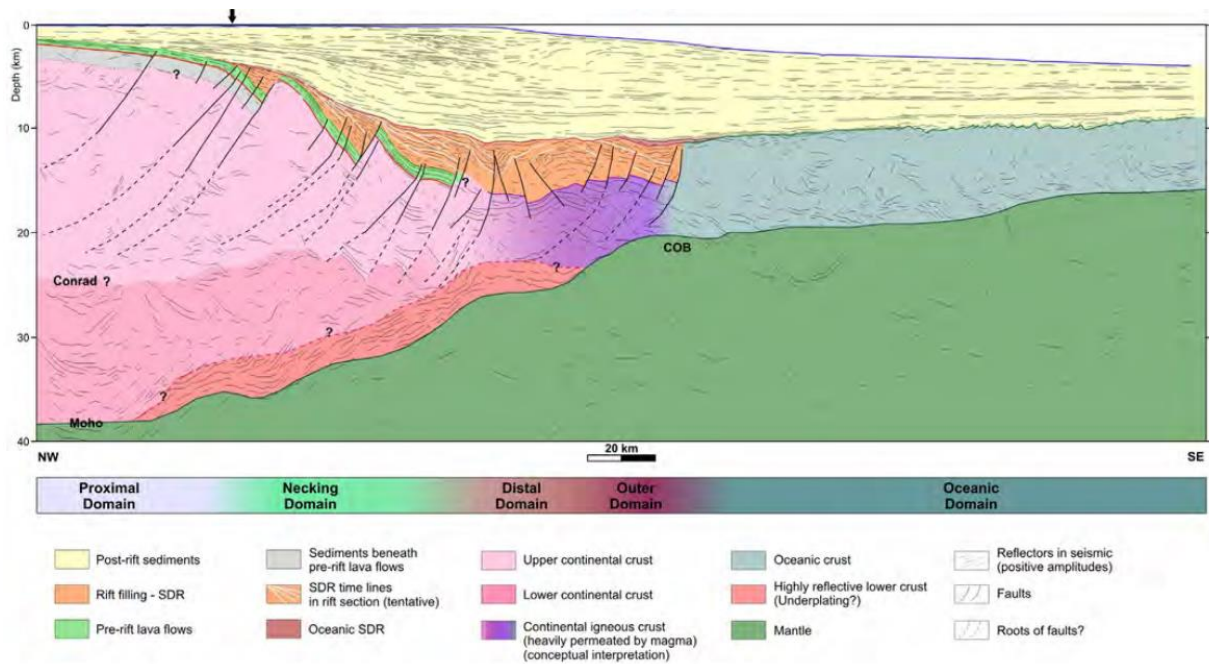 0
10
20
30
40
Depth (km)
?
?
Conrad ?
?
?
?
Moho
COB
20 km
NW
SE
Proximal
Domain
Necking
Domain
Distal
Domain
Outer
Domain
Oceanic
Domain
Post-rift sediments
Rift filling - SDR
Pre-rift lava flows
Sediments beneath
pre-rift lava flows
SDR time lines
in rift section (tentative)
Oceanic SDR
Upper continental crust
Lower continental crust
Continental igneous crust
(heavily permeated by magma)
(conceptual interpretation)
Oceanic crust
Highly reflective lower crust
(Underplating?)
Mantle
Reflectors in seismic
(positive amplitudes)
Faults
Roots of faults?